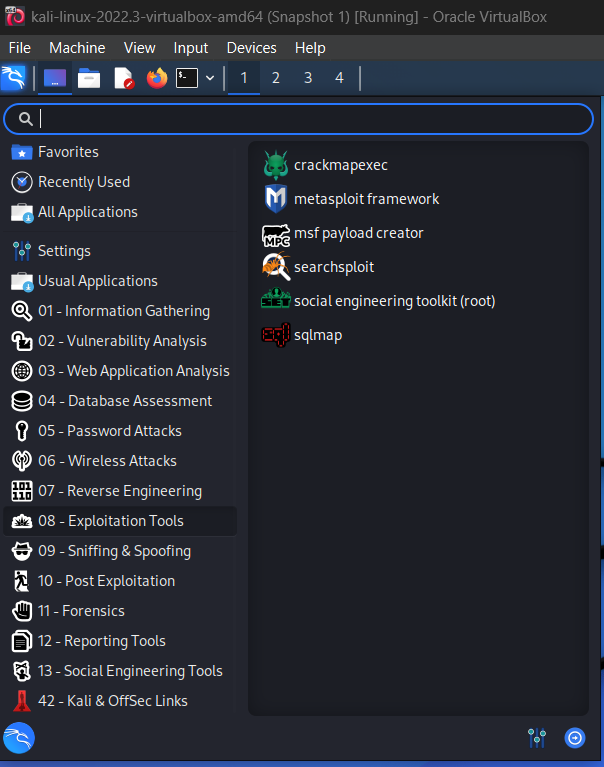 kali-linux-2022.3-virtualbox-amd64 (Snapshot 1) [Running] - Oracle VirtualBox
File Machine View Input Devices Help
1 2 3 4
Favorites
Recently Used
All Applications
Settings
Usual Applications
01 - Information Gathering
02 - Vulnerability Analysis
03 - Web Application Analysis
04 - Database Assessment
05 - Password Attacks
06 - Wireless Attacks
07 - Reverse Engineering
08 - Exploitation Tools
09 - Sniffing & Spoofing
10 - Post Exploitation
11 - Forensics
12 - Reporting Tools
13 - Social Engineering Tools
42 - Kali & OffSec Links
crackmapexec
metasploit framework
MPC
msf payload creator
searchsploit
SET
social engineering toolkit (root)
sql
sqlmap